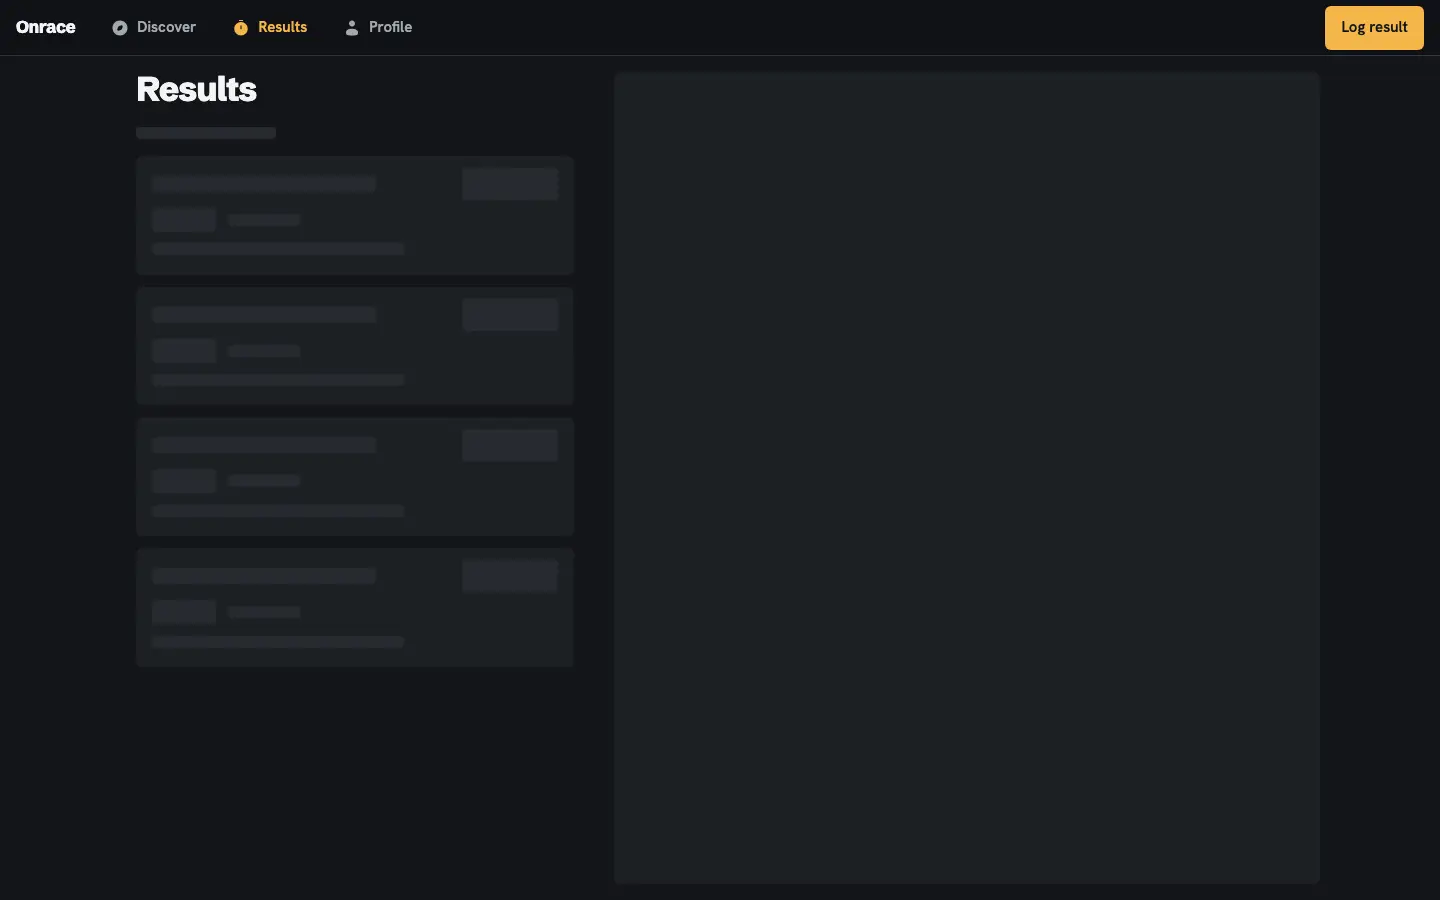 Onrace
Discover
Results
Profile
Log result
Results